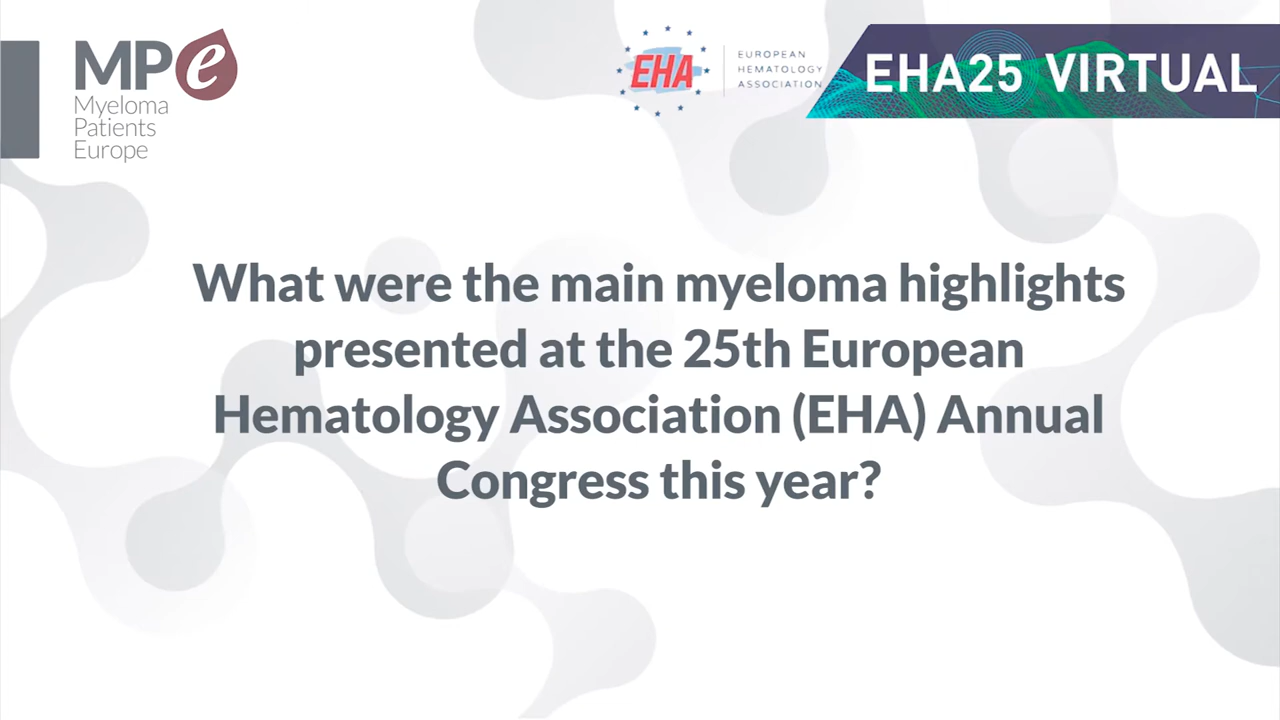 MPe
Myeloma
Patients
Europe
EHA
EUROPEAN
HEMATOLOGY
ASSOCIATION
EHA25 VIRTUAL
What were the main myeloma highlights
presented at the 25th European
Hematology Association (EHA) Annual
Congress this year?